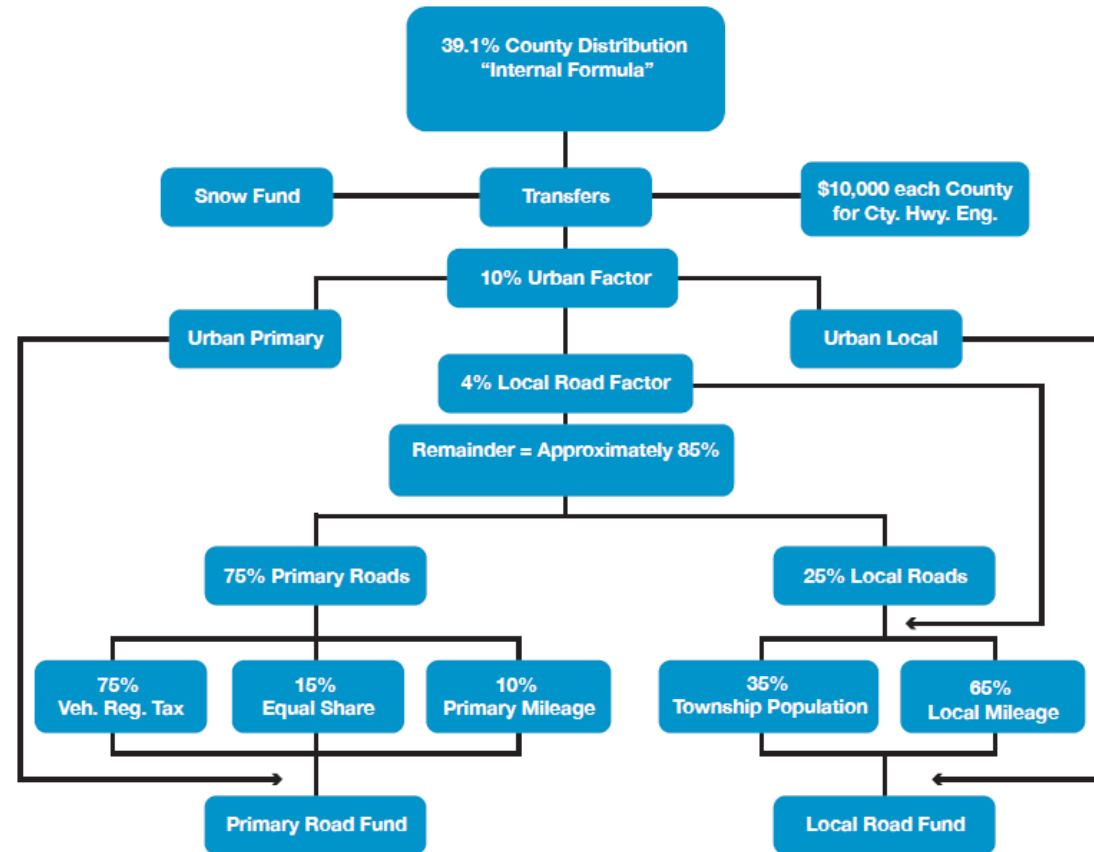 39.1% County Distribution
“Internal Formula”
Snow Fund
Transfers
$10,000 each County
for Cty. Hwy. Eng.
10% Urban Factor
Urban Primary
Urban Local
4% Local Road Factor
Remainder = Approximately 85%
75% Primary Roads
25% Local Roads
75%
Veh. Reg. Tax
15%
Equal Share
10%
Primary Mileage
35%
Township Population
65%
Local Mileage
Primary Road Fund
Local Road Fund